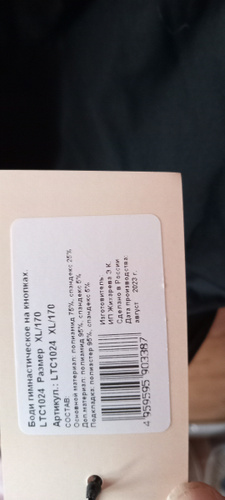 Боди гимнастическое на кнопках
LTC1024 Размер XL/170
Артикул.: LTC1024 XL/170
СОСТАВ:
Основной материал: полиамид 75%, спандекс 25%
Доп.материал: полиамид 95%, спандекс 5%
Подкладка: полиэстер 95%, спандекс 5%
Изготовитель:
ИП Жихарева Э.К.
Сделано в России
Дата производства:
август 2023 г.
4 959595 903387